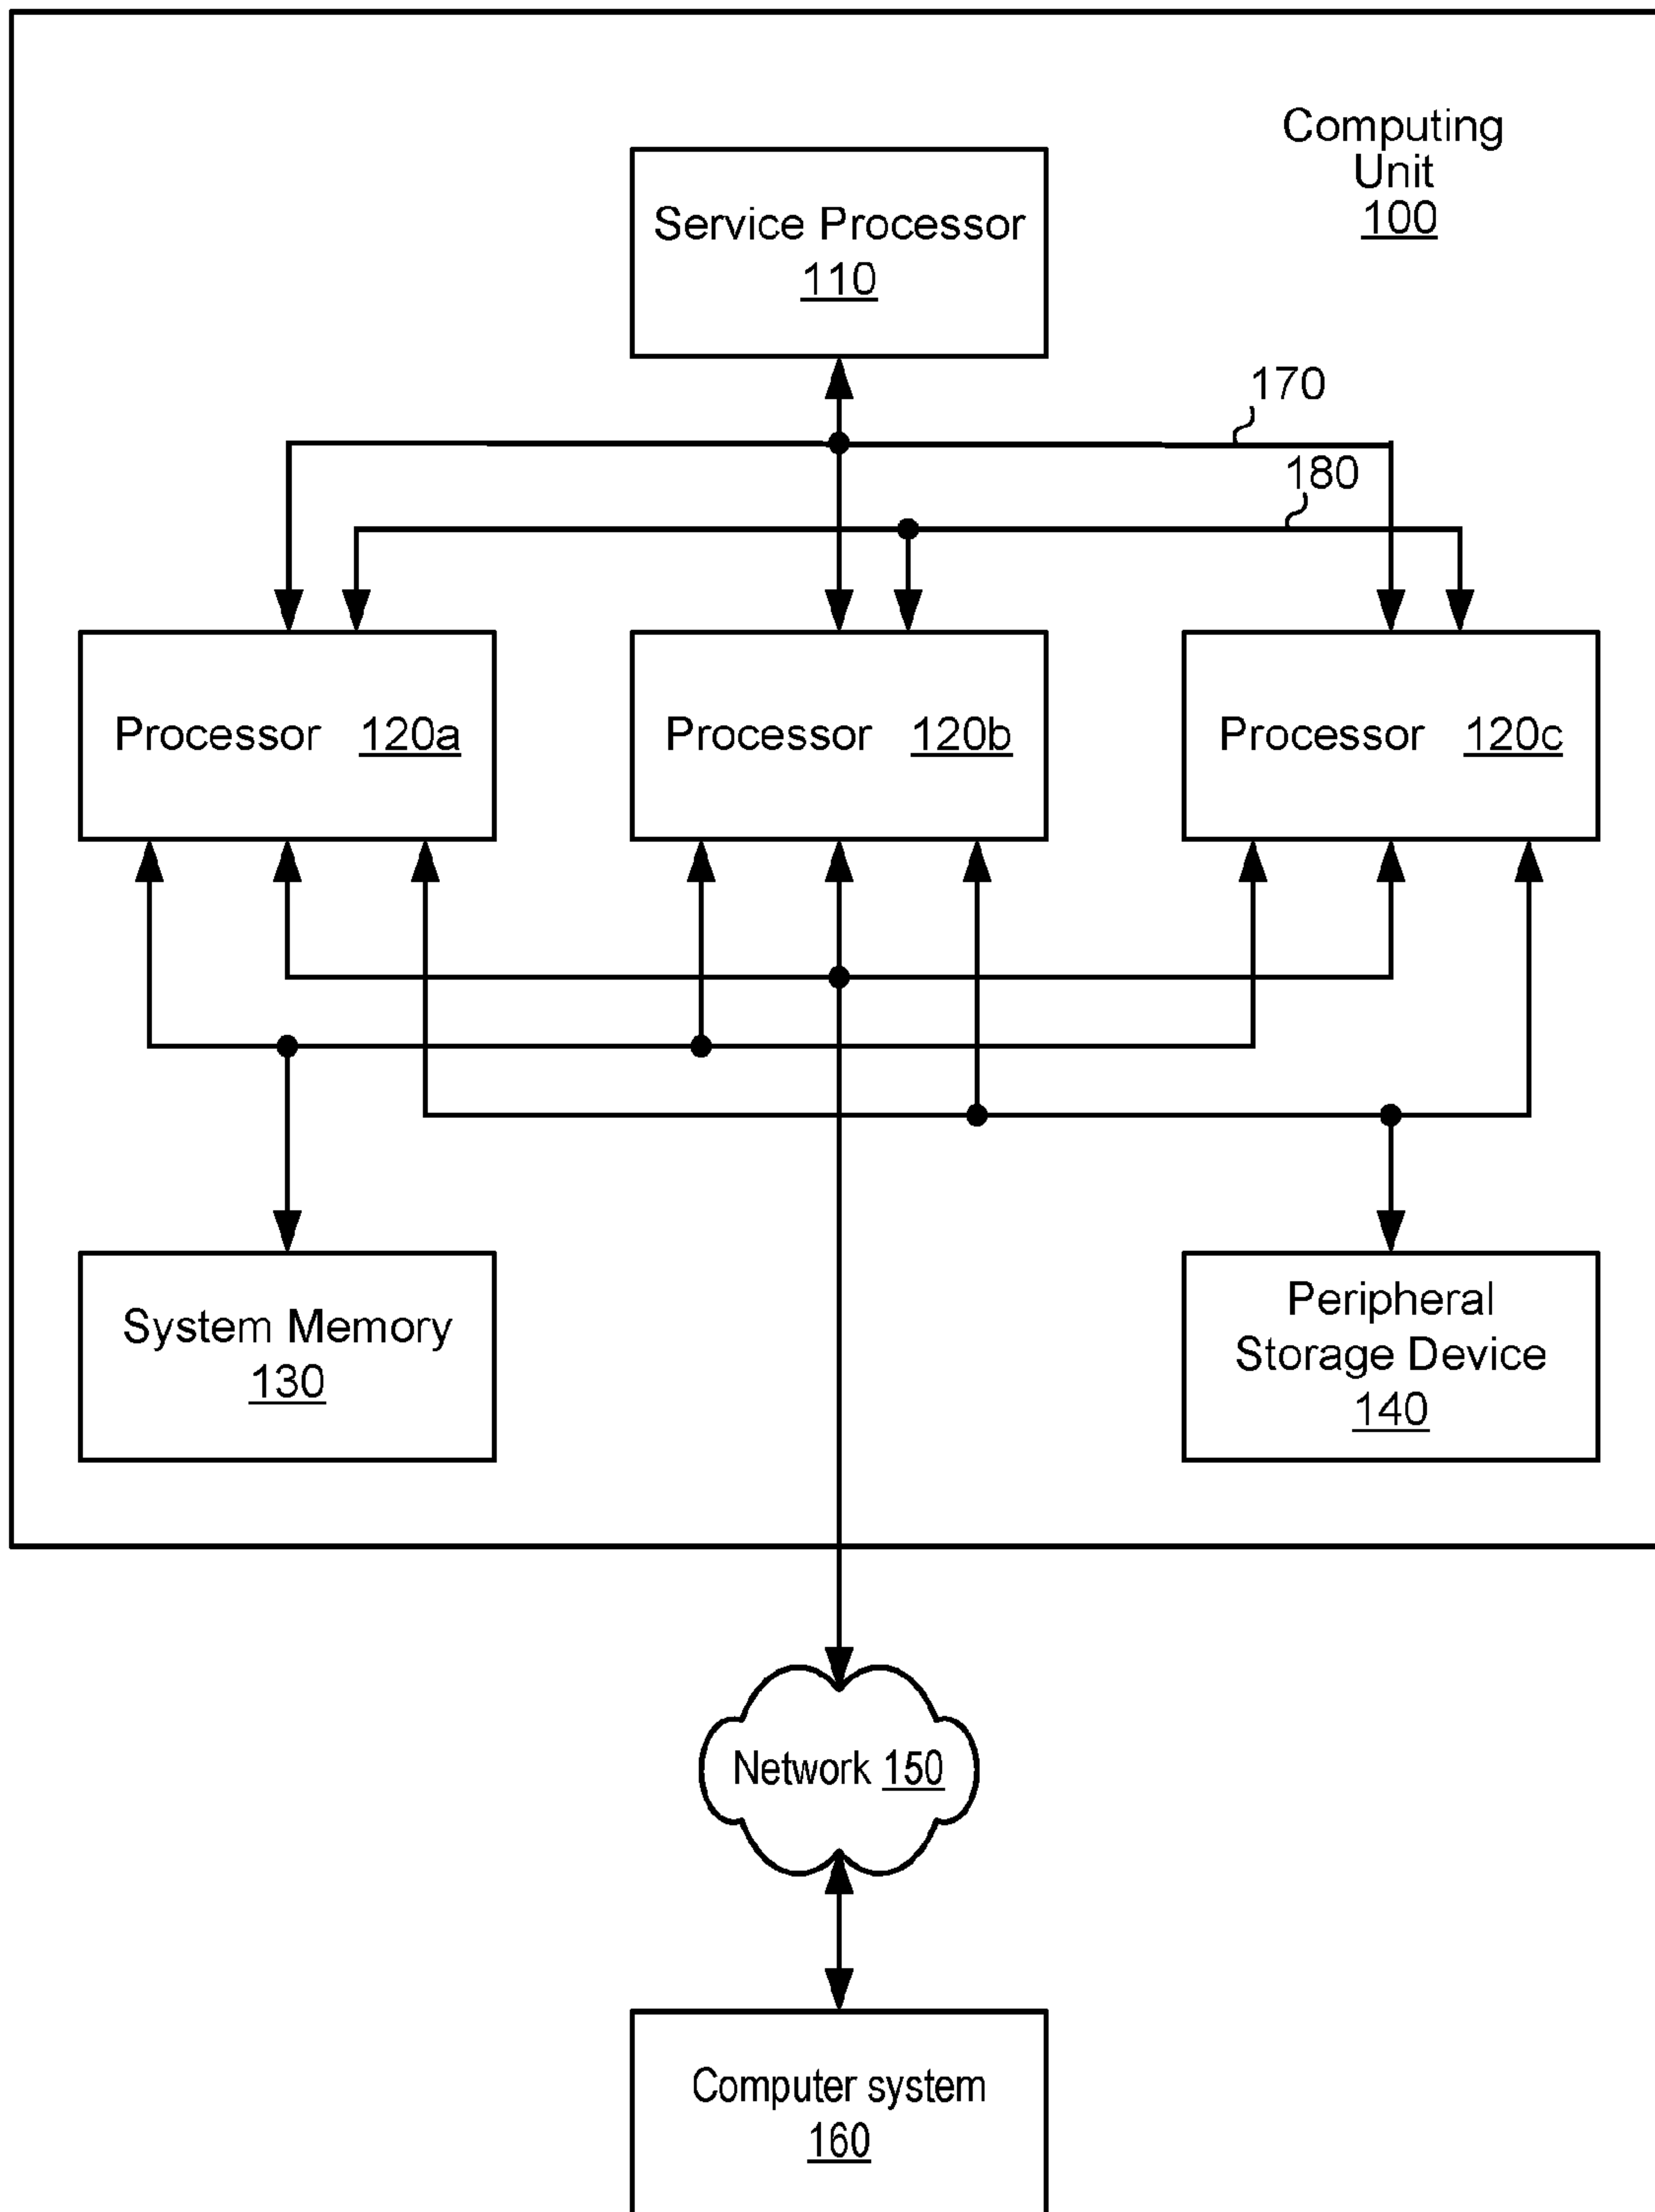 Computing
Unit
100
Service Processor
110
170
180
Processor 120a
Processor 120b
Processor 120c
System Memory
130
Peripheral
Storage Device
140
Network 150
Computer system
160